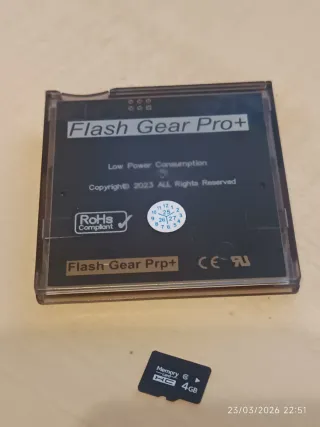 Flash Gear Pro+
Low Power Consumption
Copyright© 2023 ALL Rights Reserved
RoHs
Compliant
Flash Gear Prp+
CE
Memory
HC
4GB
23/03/2026 22:51